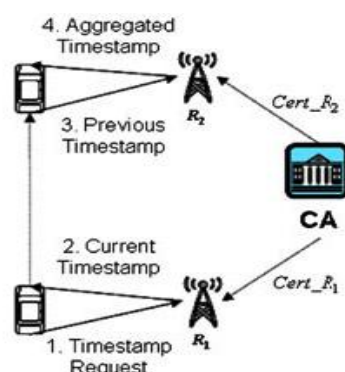 4. Aggregated
Timestamp
R2
Cert_R2
3. Previous
Timestamp
CA
2. Current
Timestamp
Cert_R1
R1
1. Timestamp
Request